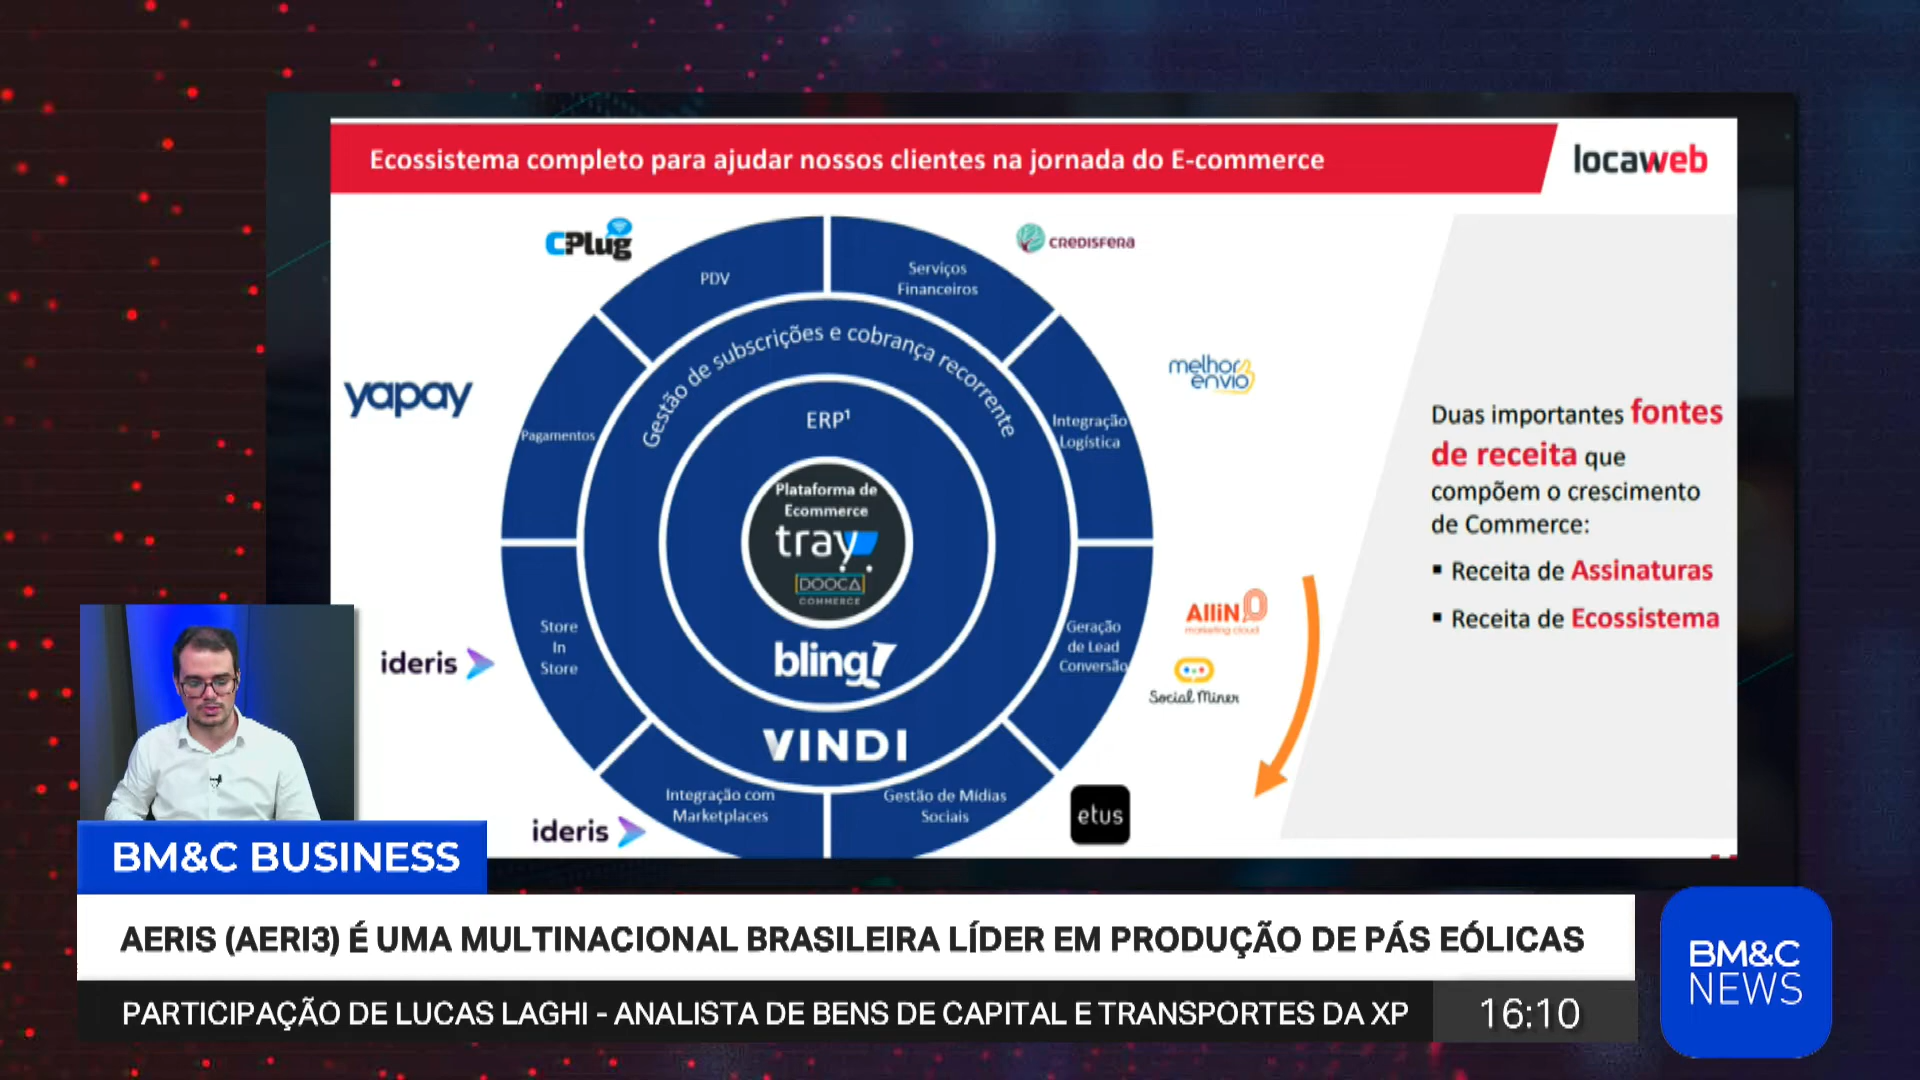 Ecossistema completo para ajudar nossos clientes na jornada do E-commerce
locaweb
CPlug
CREDISFERA
PDV
Serviços
Financeiros
Gestão de subscrições e cobrança recorrente
melhor
envio
yapay
ERP¹
Pagamentos
Integração
Logística
Plataforma de
Ecommerce
tray
DOOCA
COMMERCE
Duas importantes fontes
de receita que
compõem o crescimento
de Commerce:
▪ Receita de Assinaturas
▪ Receita de Ecossistema
Store
In
Store
ideris
bling
Geração
de Lead
Conversão
AlliN
marketing cloud
Social Miner
VINDI
Integração com
Marketplaces
Gestão de Mídias
Sociais
ideris
etus
BM&C BUSINESS
AERIS (AERI3) É UMA MULTINACIONAL BRASILEIRA LÍDER EM PRODUÇÃO DE PÁS EÓLICAS
PARTICIPAÇÃO DE LUCAS LAGHI - ANALISTA DE BENS DE CAPITAL E TRANSPORTES DA XP
16:10
BM&C
NEWS